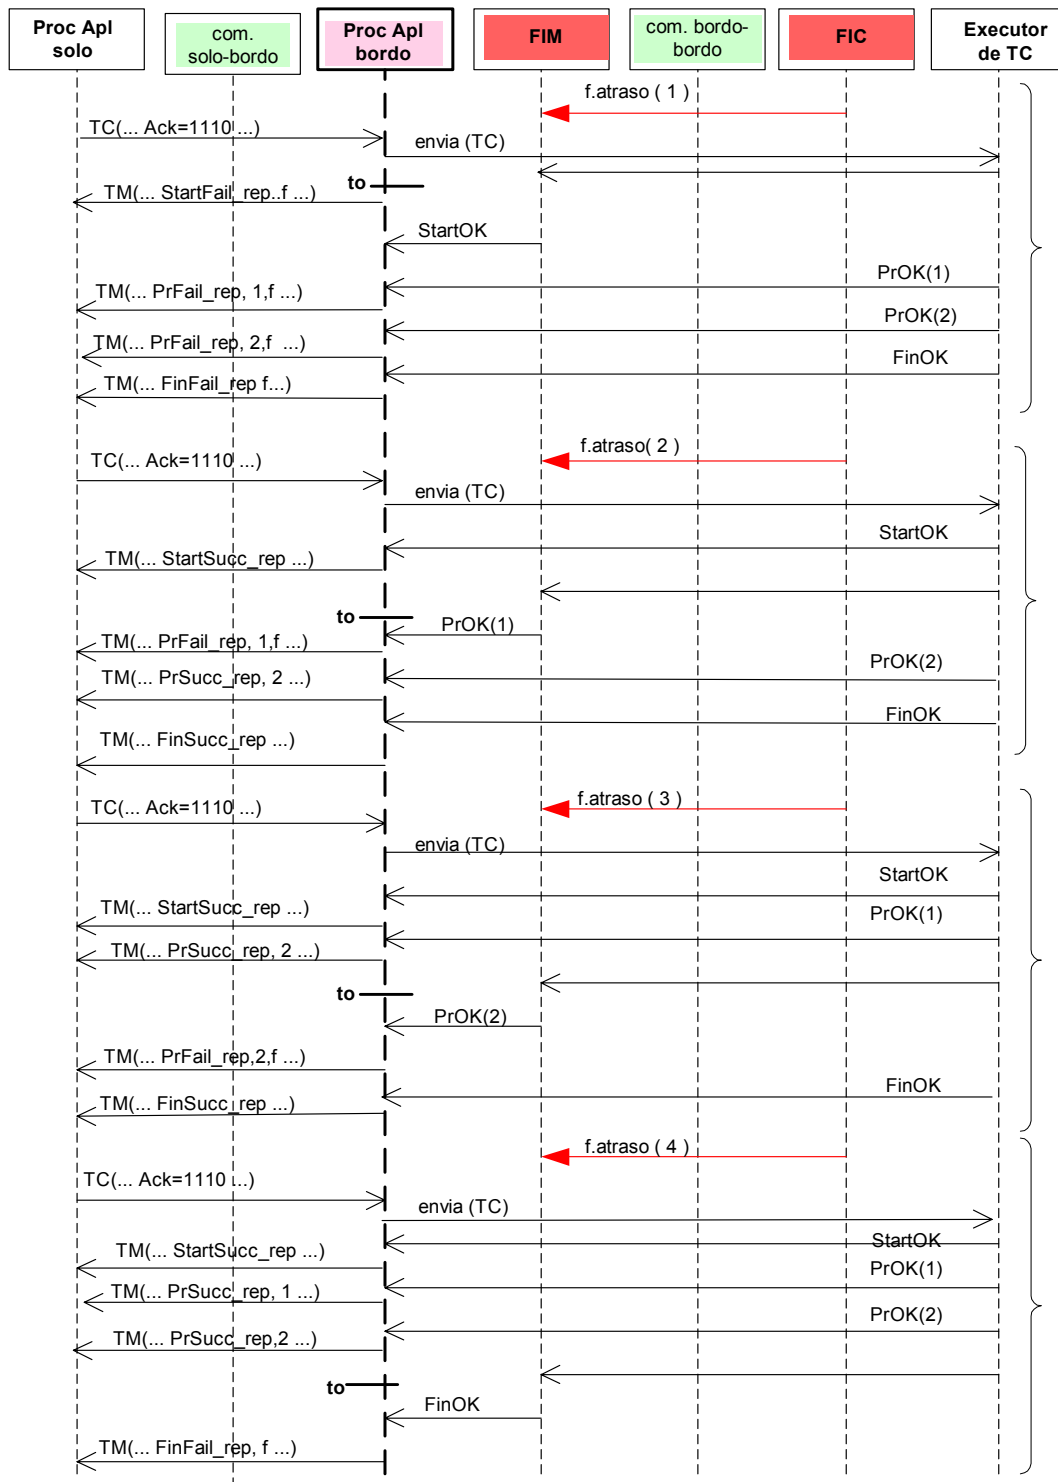 Proc Apl
solo
com.
solo-bordo
Proc Apl
bordo
FIM
com. bordo-
bordo
FIC
Executor
de TC
f.atraso ( 1 )
TC(... Ack=1110 ...)
envia (TC)
to
TM(... StartFail_rep..f ...)
StartOK
PrOK(1)
TM(... PrFail_rep, 1,f ...)
PrOK(2)
TM(... PrFail_rep, 2,f ...)
FinOK
TM(... FinFail_rep f...)
f.atraso( 2 )
TC(... Ack=1110 ...)
envia (TC)
StartOK
TM(... StartSucc_rep ...)
to
PrOK(1)
TM(... PrFail_rep, 1,f ...)
PrOK(2)
TM(... PrSucc_rep, 2 ...)
FinOK
TM(... FinSucc_rep ...)
f.atraso ( 3 )
TC(... Ack=1110 ...)
envia (TC)
StartOK
TM(... StartSucc_rep ...)
PrOK(1)
TM(... PrSucc_rep, 2 ...)
to
PrOK(2)
TM(... PrFail_rep,2,f ...)
FinOK
TM(... FinSucc_rep ...)
f.atraso ( 4 )
TC(... Ack=1110 ...)
envia (TC)
StartOK
TM(... StartSucc_rep ...)
PrOK(1)
TM(... PrSucc_rep, 1 ...)
PrOK(2)
TM(... PrSucc_rep,2 ...)
to
FinOK
TM(... FinFail_rep, f ...)